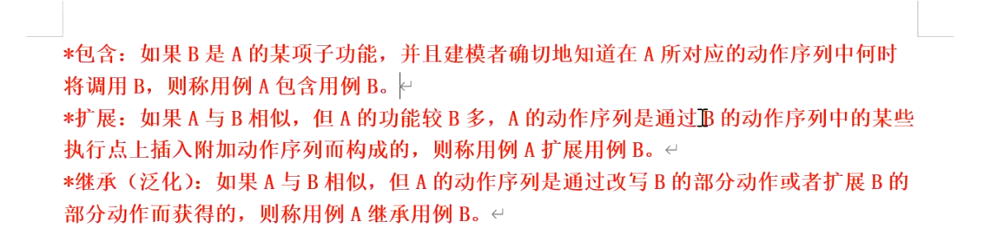 *包含：如果 B 是 A 的某项子功能，并且建模者确切地知道在 A 所对应的动作序列中何时
将调用 B，则称用例 A 包含用例 B。
*扩展：如果 A 与 B 相似，但 A 的功能较 B 多，A 的动作序列是通过 B 的动作序列中的某些
执行点上插入附加动作序列而构成的，则称用例 A 扩展用例 B。
*继承（泛化）：如果 A 与 B 相似，但 A 的动作序列是通过改写 B 的部分动作或者扩展 B 的
部分动作而获得的，则称用例 A 继承用例 B。